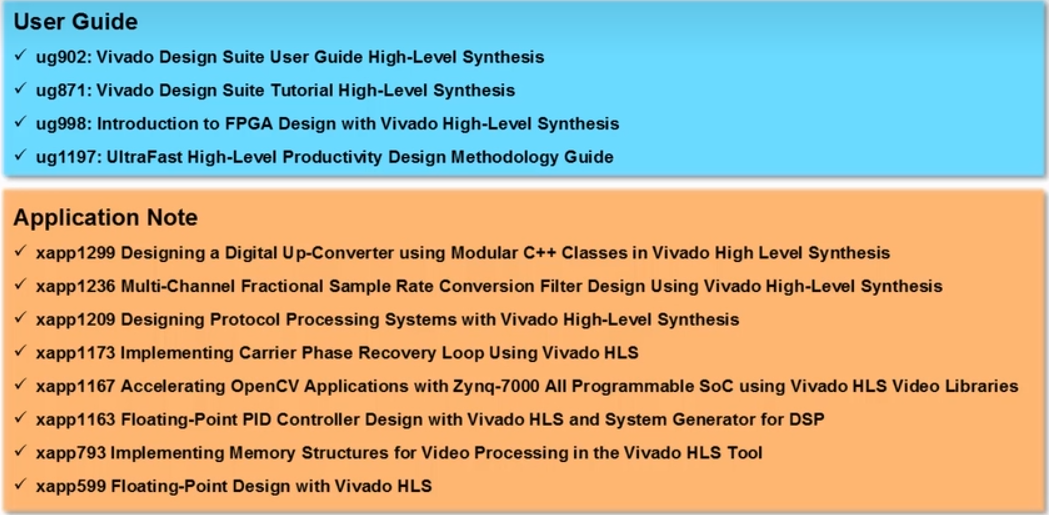 User Guide
✓ ug902: Vivado Design Suite User Guide High-Level Synthesis
✓ ug871: Vivado Design Suite Tutorial High-Level Synthesis
✓ ug998: Introduction to FPGA Design with Vivado High-Level Synthesis
✓ ug1197: UltraFast High-Level Productivity Design Methodology Guide
Application Note
✓ xapp1299 Designing a Digital Up-Converter using Modular C++ Classes in Vivado High Level Synthesis
✓ xapp1236 Multi-Channel Fractional Sample Rate Conversion Filter Design Using Vivado High-Level Synthesis
✓ xapp1209 Designing Protocol Processing Systems with Vivado High-Level Synthesis
✓ xapp1173 Implementing Carrier Phase Recovery Loop Using Vivado HLS
✓ xapp1167 Accelerating OpenCV Applications with Zynq-7000 All Programmable SoC using Vivado HLS Video Libraries
✓ xapp1163 Floating-Point PID Controller Design with Vivado HLS and System Generator for DSP
✓ xapp793 Implementing Memory Structures for Video Processing in the Vivado HLS Tool
✓ xapp599 Floating-Point Design with Vivado HLS